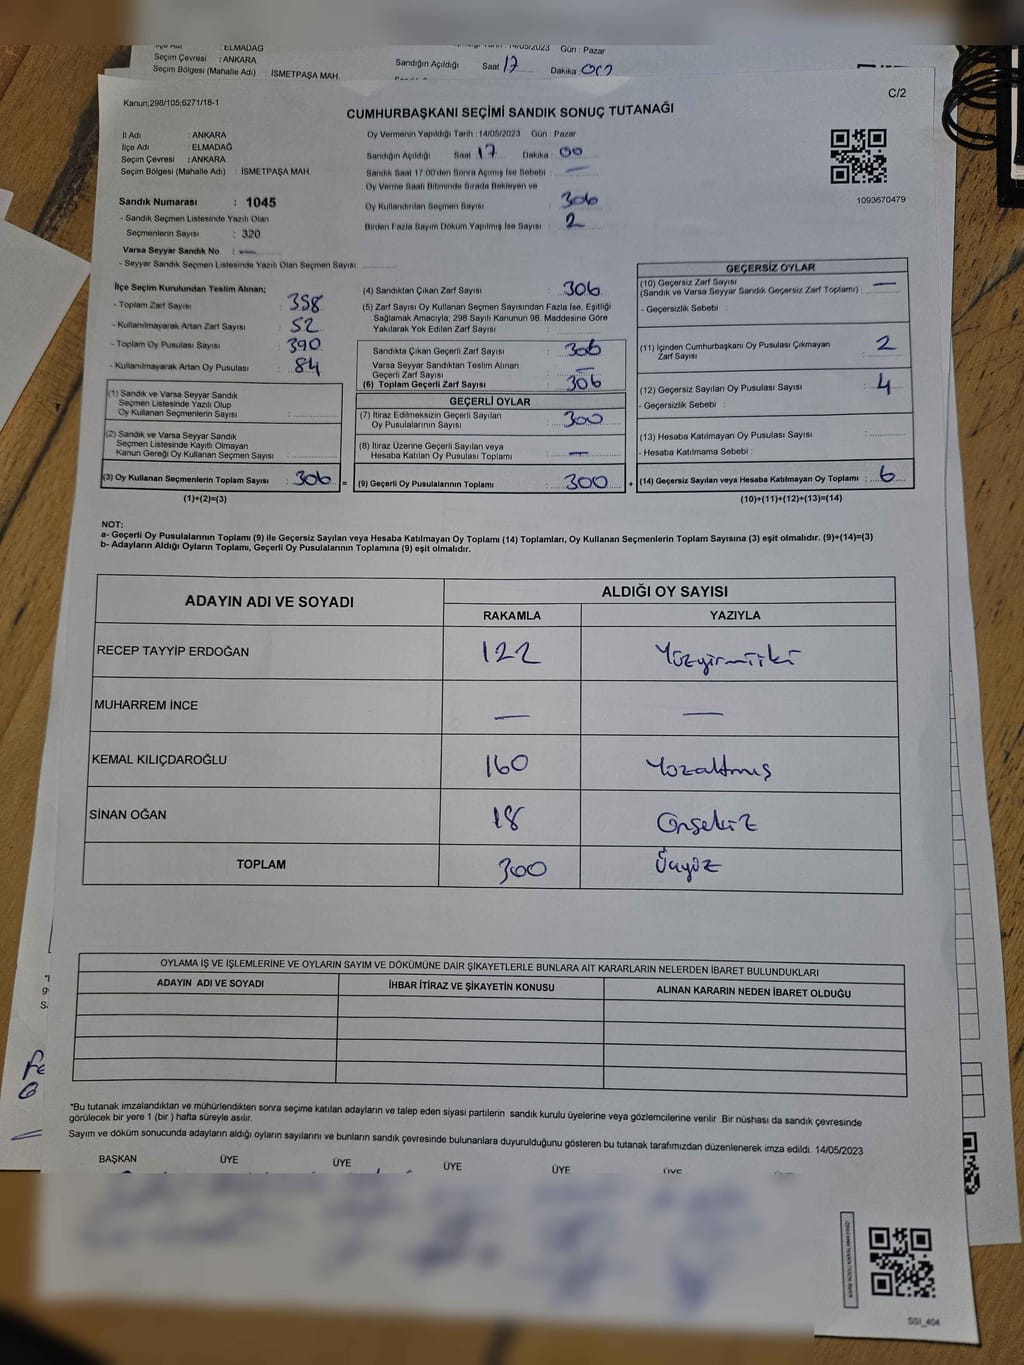 İlçe Adı : ELMADAĞ
Seçim Çevresi : ANKARA
Seçim Bölgesi (Mahalle Adı) : İSMETPAŞA MAH.
14/05/2023 Gün : Pazar
Sandığın Açıldığı Saat 17 Dakika 00
C/2
Kanun;298/105;6271/18-1
CUMHURBAŞKANI SEÇİMİ SANDIK SONUÇ TUTANAĞI
İl Adı : ANKARA
İlçe Adı : ELMADAĞ
Seçim Çevresi : ANKARA
Seçim Bölgesi (Mahalle Adı) : İSMETPAŞA MAH.
Oy Vermenin Yapıldığı Tarih : 14/05/2023 Gün : Pazar
Sandığın Açıldığı Saat 17 Dakika : 00
Sandık Saat 17.00'den Sonra Açımış İse Sebebi : —
Oy Verme Saati Bitiminde Sırada Bekleyen ve
Oy Kullandırılan Seçmen Sayısı : 306
Birden Fazla Sayım Döküm Yapılmış İse Sayısı : 2
1093670479
Sandık Numarası : 1045
- Sandık Seçmen Listesinde Yazılı Olan
Seçmenlerin Sayısı : 320
Varsa Seyyar Sandık No : —
- Seyyar Sandık Seçmen Listesinde Yazılı Olan Seçmen Sayısı:
İlçe Seçim Kurulundan Teslim Alınan;
- Toplam Zarf Sayısı : 358
- Kullanılmayarak Artan Zarf Sayısı : 52
- Toplam Oy Pusulası Sayısı : 390
- Kullanılmayarak Artan Oy Pusulası : 84
(1) Sandık ve Varsa Seyyar Sandık
Seçmen Listesinde Yazılı Olup
Oy Kullanan Seçmenlerin Sayısı :
(2) Sandık ve Varsa Seyyar Sandık
Seçmen Listesinde Kayıtlı Olmayan
Kanun Gereği Oy Kullanan Seçmen Sayısı :
(3) Oy Kullanan Seçmenlerin Toplam Sayısı : 306 =
(1)+(2)=(3)
(4) Sandıktan Çıkan Zarf Sayısı : 306
(5) Zarf Sayısı Oy Kullanan Seçmen Sayısından Fazla İse, Eşitliği
Sağlamak Amacıyla; 298 Sayılı Kanunun 98. Maddesine Göre
Yakılarak Yok Edilen Zarf Sayısı :
Sandıkta Çıkan Geçerli Zarf Sayısı : 306
Varsa Seyyar Sandıktan Teslim Alınan
Geçerli Zarf Sayısı : —
(6) Toplam Geçerli Zarf Sayısı : 306
GEÇERLİ OYLAR
(7) İtiraz Edilmeksizin Geçerli Sayılan
Oy Pusulalarının Sayısı : 300
(8) İtiraz Üzerine Geçerli Sayılan veya
Hesaba Katılan Oy Pusulası Toplamı : —
(9) Geçerli Oy Pusulalarının Toplamı : 300 +
GEÇERSİZ OYLAR
(10) Geçersiz Zarf Sayısı
(Sandık ve Varsa Seyyar Sandık Geçersiz Zarf Toplamı) : —
- Geçersizlik Sebebi :
(11) İçinden Cumhurbaşkanı Oy Pusulası Çıkmayan
Zarf Sayısı : 2
(12) Geçersiz Sayılan Oy Pusulası Sayısı : 4
- Geçersizlik Sebebi :
(13) Hesaba Katılmayan Oy Pusulası Sayısı :
- Hesaba Katılmama Sebebi :
(14) Geçersiz Sayılan veya Hesaba Katılmayan Oy Toplamı : 6
(10)+(11)+(12)+(13)=(14)
NOT:
a- Geçerli Oy Pusulalarının Toplamı (9) ile Geçersiz Sayılan veya Hesaba Katılmayan Oy Toplamı (14) Toplamları, Oy Kullanan Seçmenlerin Toplam Sayısına (3) eşit olmalıdır. (9)+(14)=(3)
b- Adayların Aldığı Oyların Toplamı, Geçerli Oy Pusulalarının Toplamına (9) eşit olmalıdır.
ADAYIN ADI VE SOYADI ALDIĞI OY SAYISI
RAKAMLA YAZIYLA
RECEP TAYYİP ERDOĞAN 122 Yüzyirmiiki
MUHARREM İNCE — —
KEMAL KILIÇDAROĞLU 160 Yüzaltmış
SİNAN OĞAN 18 Onsekiz
TOPLAM 300 Üçyüz
OYLAMA İŞ VE İŞLEMLERİNE VE OYLARIN SAYIM VE DÖKÜMÜNE DAİR ŞİKAYETLERLE BUNLARA AİT KARARLARIN NELERDEN İBARET BULUNDUKLARI
ADAYIN ADI VE SOYADI İHBAR İTİRAZ VE ŞİKAYETİN KONUSU ALINAN KARARIN NEDEN İBARET OLDUĞU
*Bu tutanak imzalandıktan ve mühürlendikten sonra seçime katılan adayların ve talep eden siyasi partilerin sandık kurulu üyelerine veya gözlemcilerine verilir .Bir nüshası da sandık çevresinde
görülecek bir yere 1 (bir ) hafta süreyle asılır.
Sayım ve döküm sonucunda adayların aldığı oyların sayılarını ve bunların sandık çevresinde bulunanlara duyurulduğunu gösteren bu tutanak tarafımızdan düzenlenerek imza edildi. 14/05/2023
BAŞKAN ÜYE ÜYE ÜYE ÜYE ÜYE
SSI_404